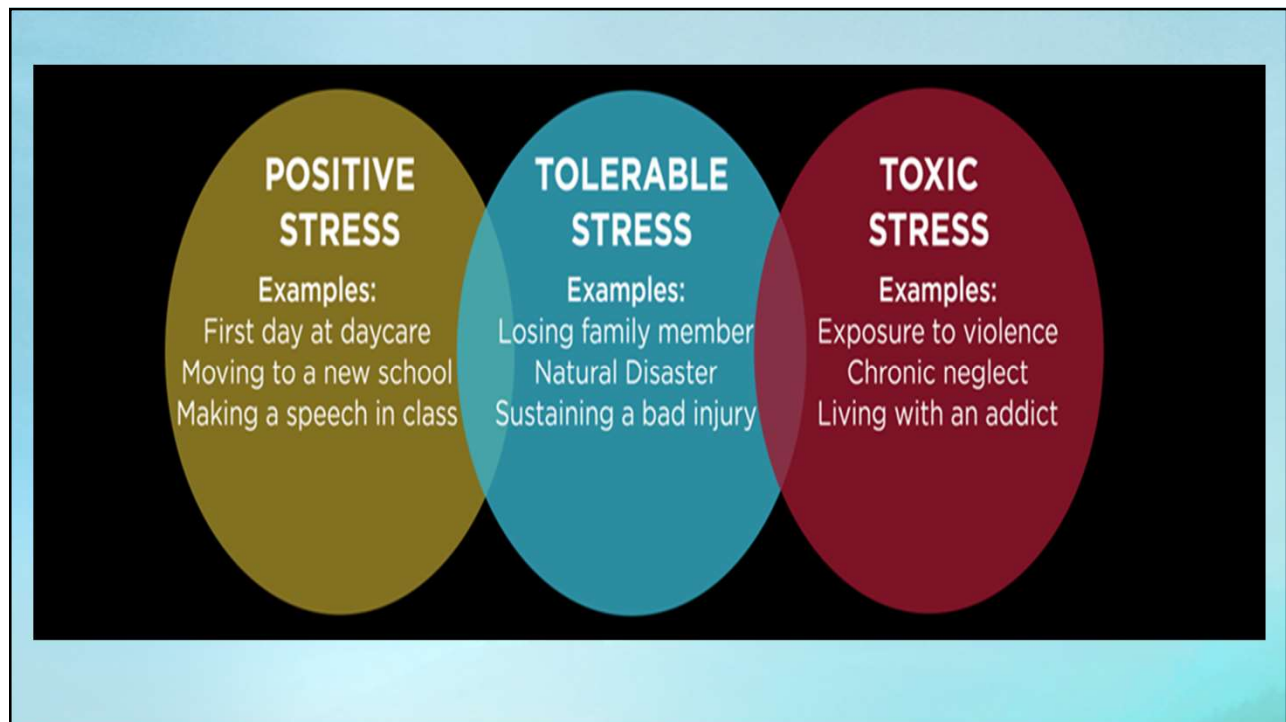 POSITIVE
STRESS
Examples:
First day at daycare
Moving to a new school
Making a speech in class
TOLERABLE
STRESS
Examples:
Losing family member
Natural Disaster
Sustaining a bad injury
TOXIC
STRESS
Examples:
Exposure to violence
Chronic neglect
Living with an addict